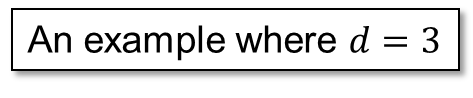 An example where d = 3